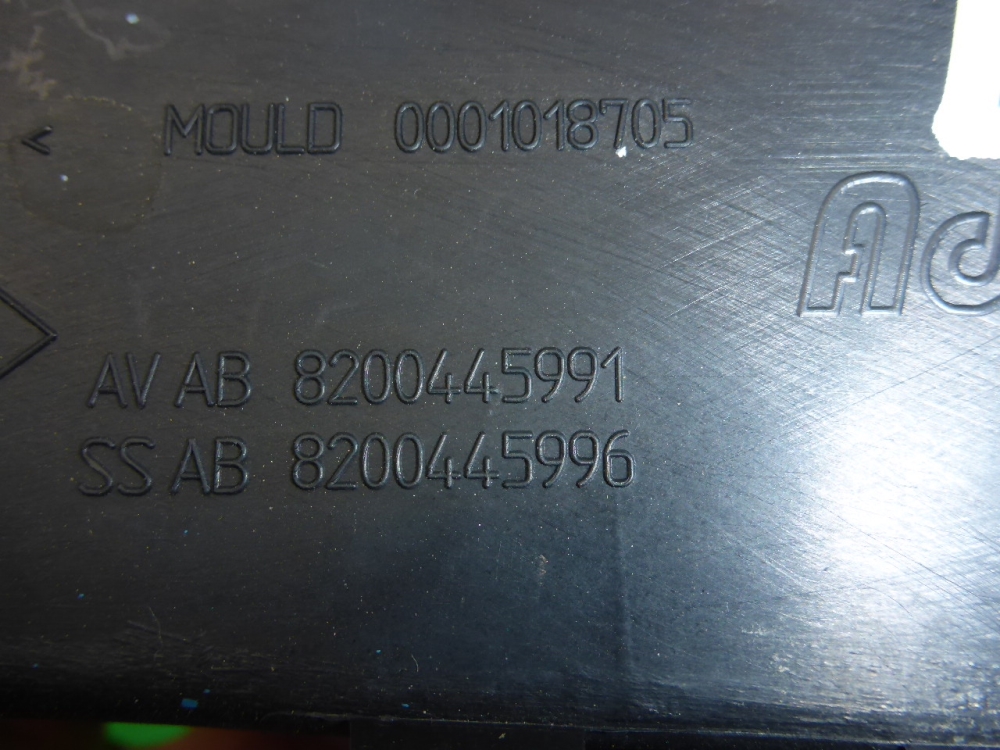 < MOULD 0001018705
AV AB 8200445991
SS AB 8200445996